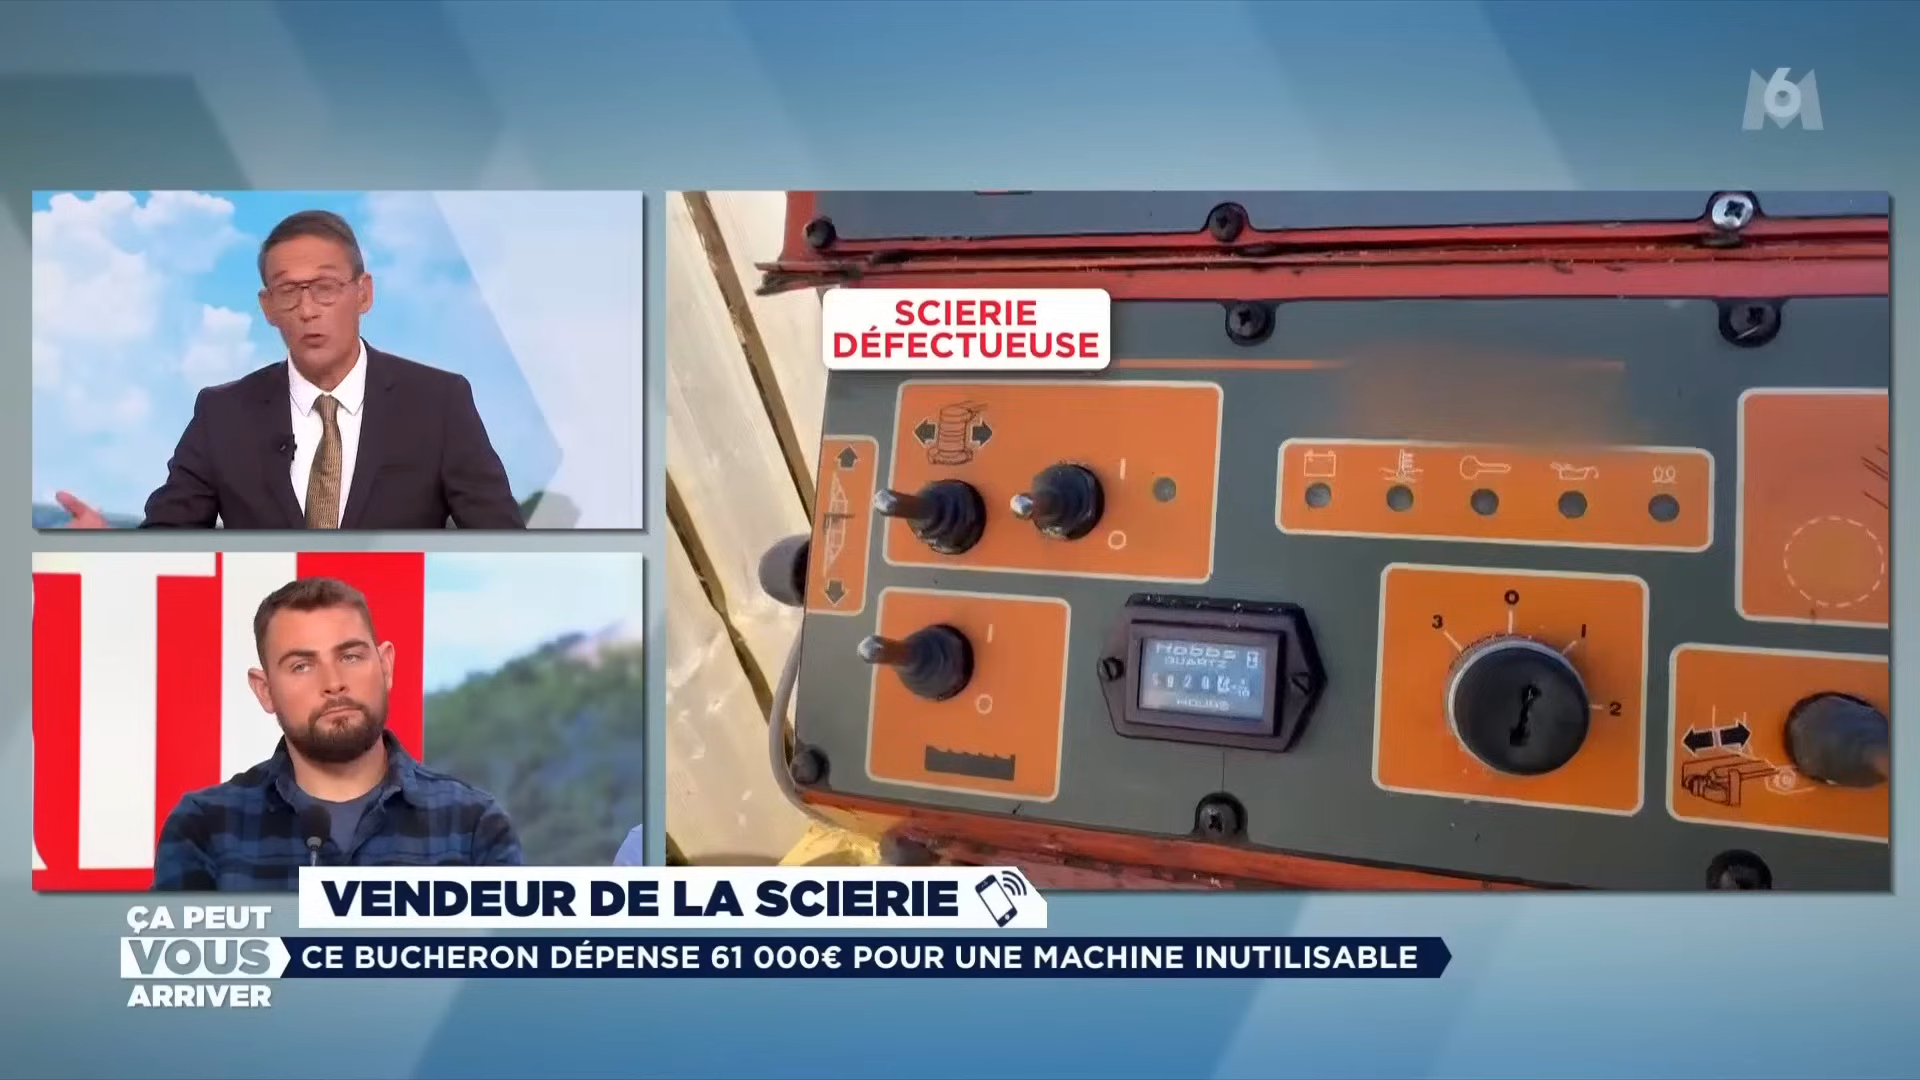 M6
SCIERIE
DÉFECTUEUSE
I
O
Hobbs
QUARTZ
HOURS
I
O
3
0
1
2
VENDEUR DE LA SCIERIE
ÇA PEUT
VOUS
ARRIVER
CE BUCHERON DÉPENSE 61 000€ POUR UNE MACHINE INUTILISABLE